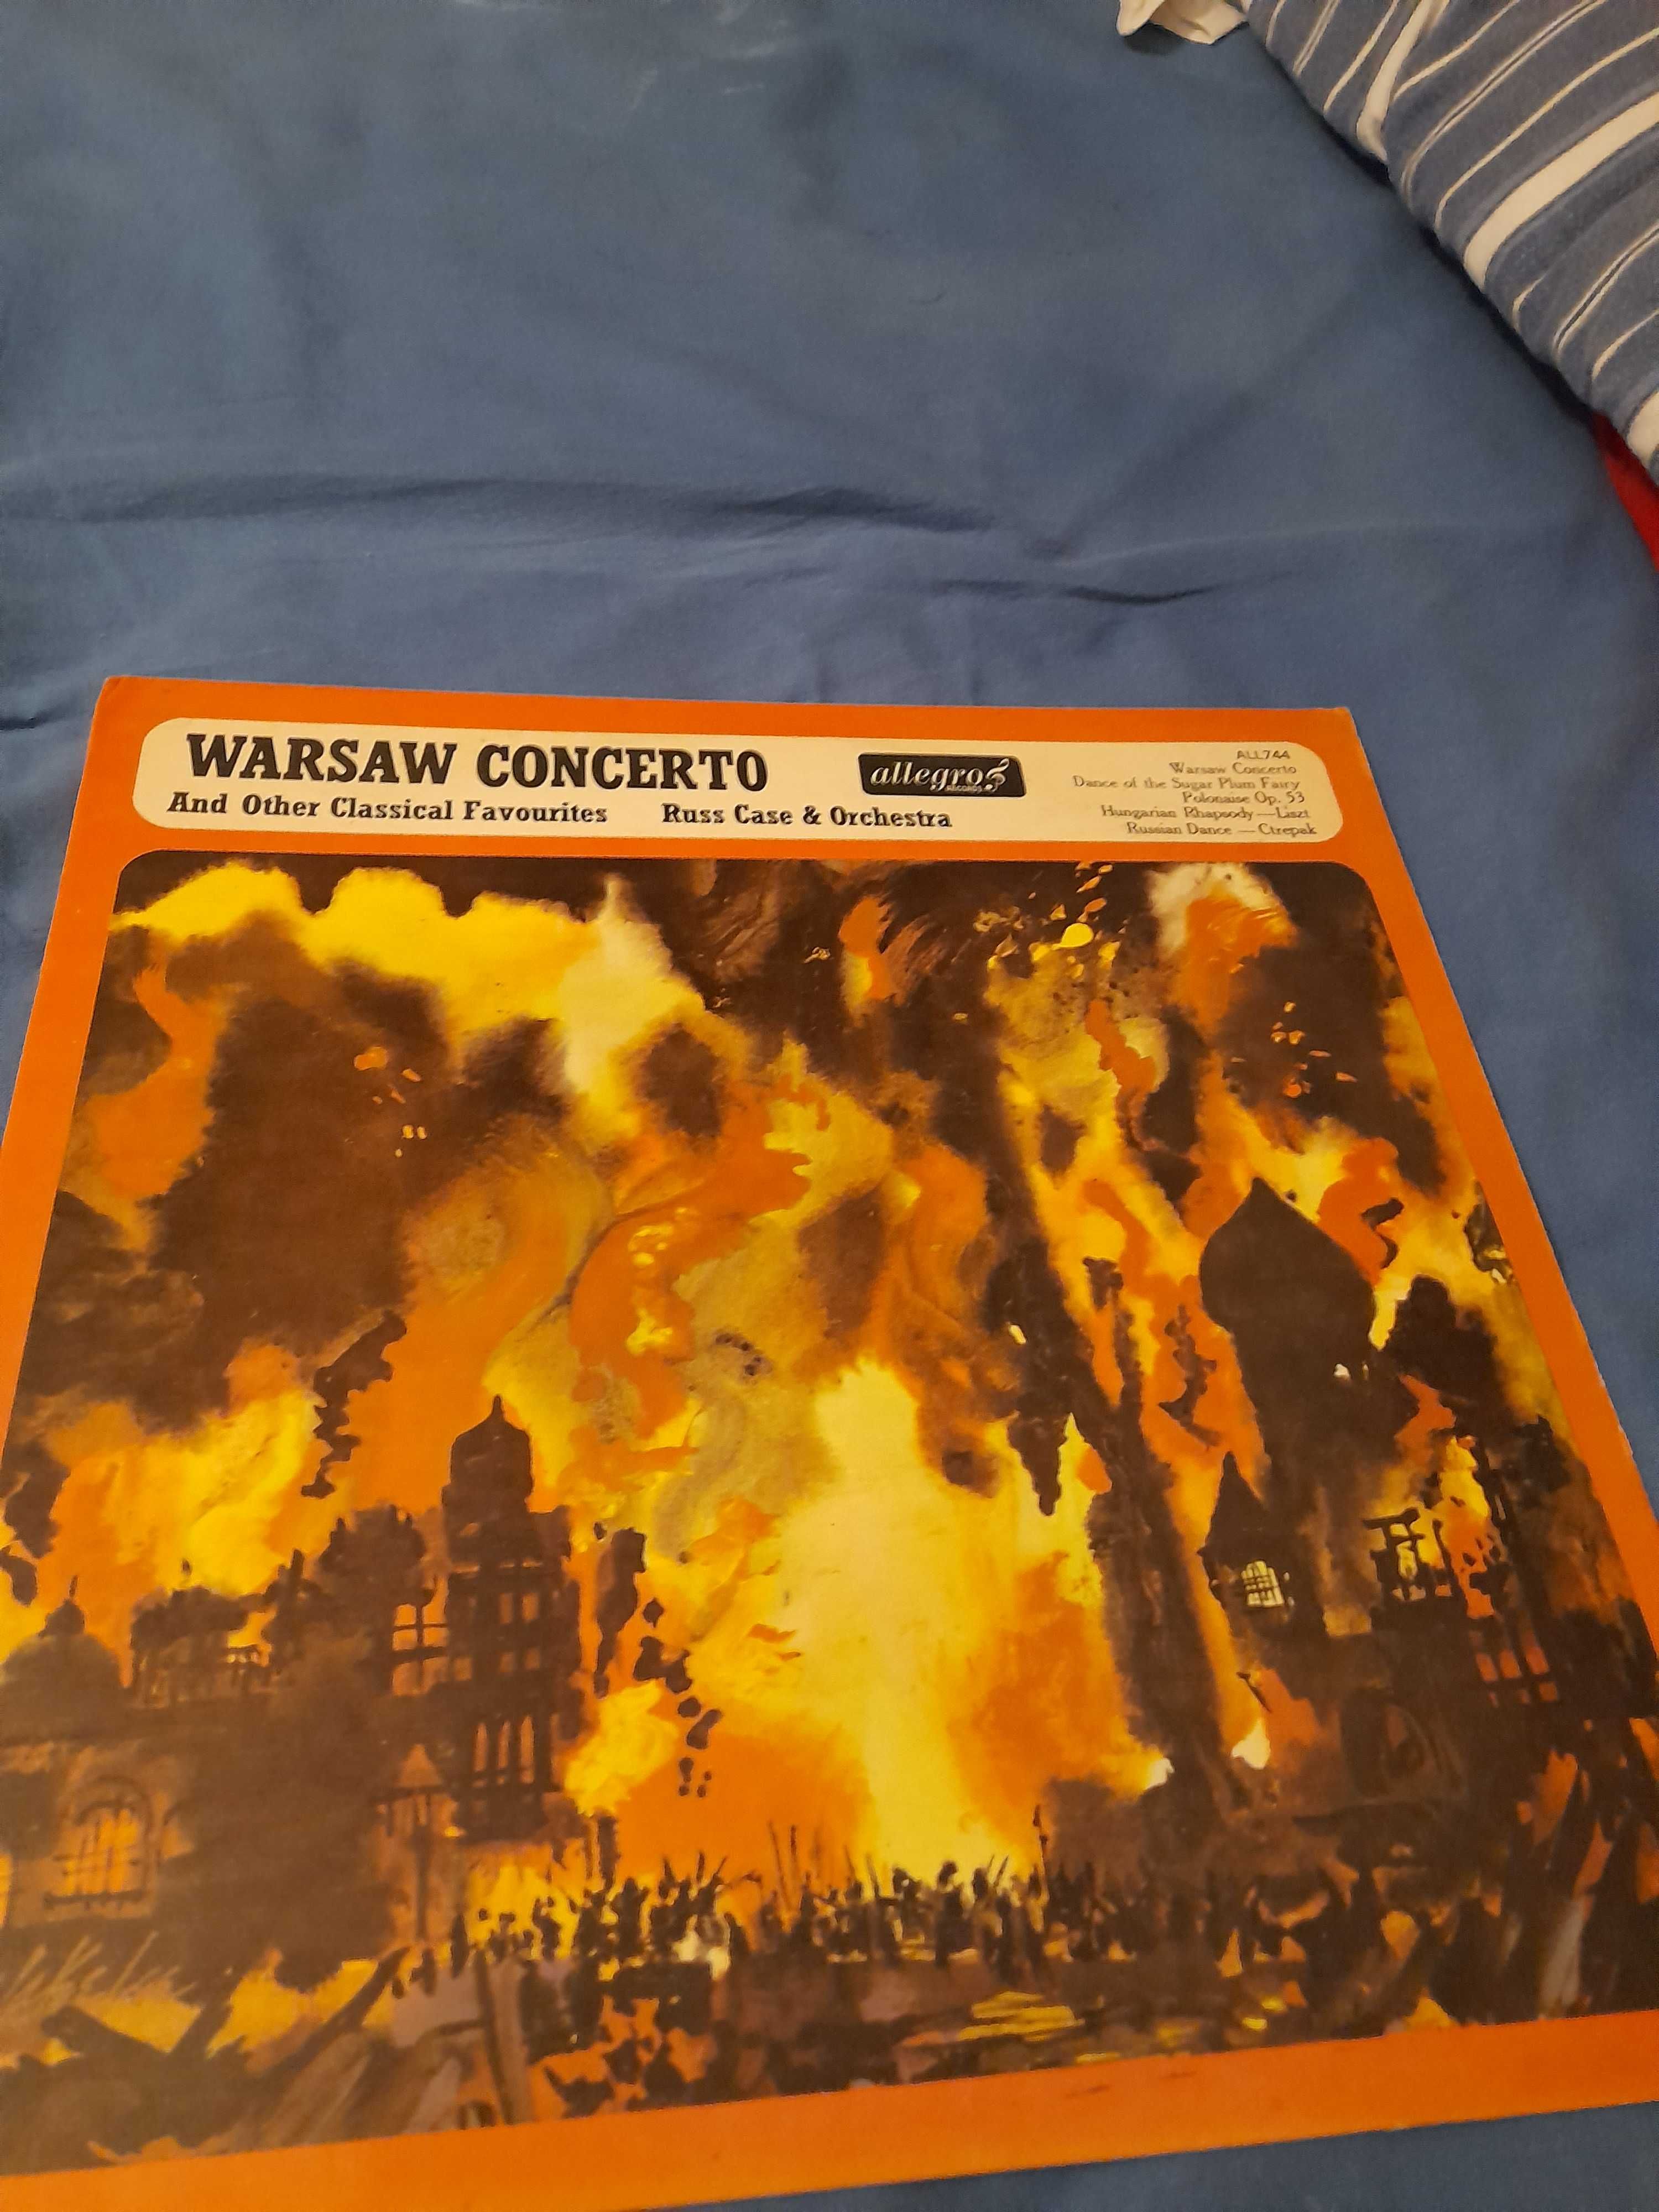 WARSAW CONCERTO
And Other Classical Favourites Russ Case & Orchestra
allegro
RECORDS
ALL744
Warsaw Concerto
Dance of the Sugar Plum Fairy
Polonaise Op. 53
Hungarian Rhapsody—Liszt
Russian Dance — Ctrepak